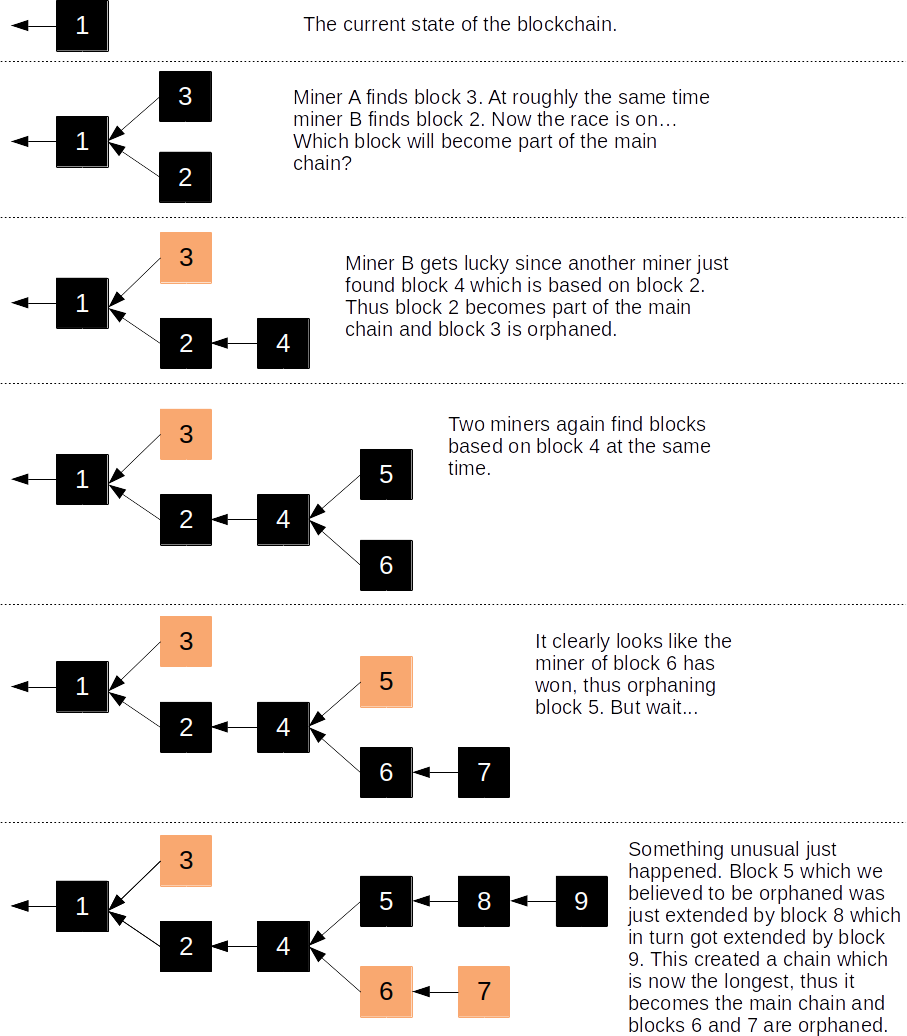 1
The current state of the blockchain.
3
1
2
Miner A finds block 3. At roughly the same time
miner B finds block 2. Now the race is on...
Which block will become part of the main
chain?
3
1
2 4
Miner B gets lucky since another miner just
found block 4 which is based on block 2.
Thus block 2 becomes part of the main
chain and block 3 is orphaned.
3
1
2 4
5
6
Two miners again find blocks
based on block 4 at the same
time.
3
1
2 4
5
6 7
It clearly looks like the
miner of block 6 has
won, thus orphaning
block 5. But wait...
3
1
2 4
5 8 9
6 7
Something unusual just
happened. Block 5 which we
believed to be orphaned was
just extended by block 8 which
in turn got extended by block
9. This created a chain which
is now the longest, thus it
becomes the main chain and
blocks 6 and 7 are orphaned.